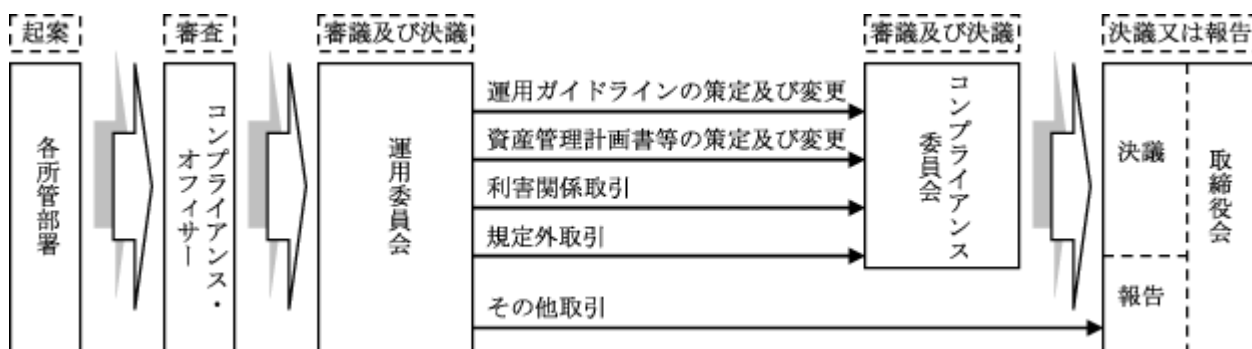 起案
審査
審議及び決議
審議及び決議
決議又は報告
各所管部署
コンプライアンス・
オフィサー
運用委員会
運用ガイドラインの策定及び変更
資産管理計画書等の策定及び変更
利害関係取引
規定外取引
その他取引
コンプライアンス
委員会
決議
報告
取締役会